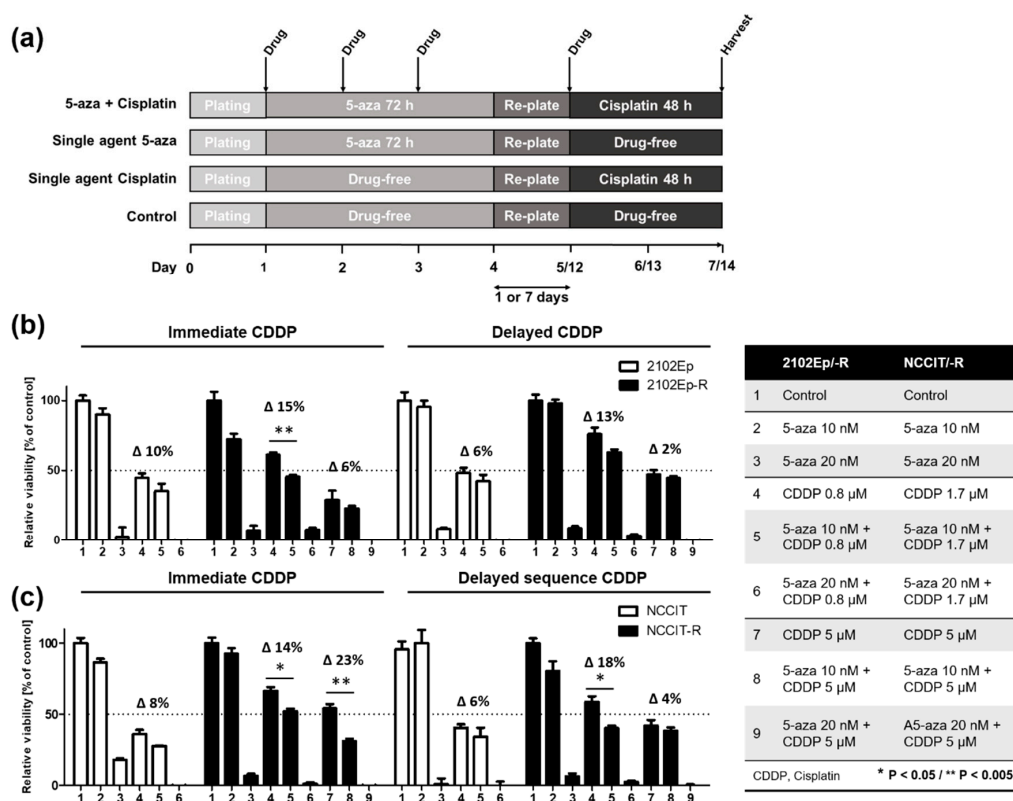 (a)
Drug Drug Drug Drug Harvest
5-aza + Cisplatin Plating 5-aza 72 h Re-plate Cisplatin 48 h
Single agent 5-aza Plating 5-aza 72 h Re-plate Drug-free
Single agent Cisplatin Plating Drug-free Re-plate Cisplatin 48 h
Control Plating Drug-free Re-plate Drug-free
Day 0 1 2 3 4 5/12 6/13 7/14
1 or 7 days
(b)
Immediate CDDP Delayed CDDP
2102Ep
2102Ep-R
Relative viability [% of control]
100
50
0
Δ 10% Δ 15% Δ 6% Δ 6% Δ 13% Δ 2%
**
1 2 3 4 5 6 1 2 3 4 5 6 7 8 9 1 2 3 4 5 6 1 2 3 4 5 6 7 8 9
(c)
Immediate CDDP Delayed sequence CDDP
NCCIT
NCCIT-R
Relative viability [% of control]
100
50
0
Δ 8% Δ 14% Δ 23% Δ 6% Δ 18% Δ 4%
* ** *
1 2 3 4 5 6 1 2 3 4 5 6 7 8 9 1 2 3 4 5 6 1 2 3 4 5 6 7 8 9
2102Ep/-R NCCIT/-R
1 Control Control
2 5-aza 10 nM 5-aza 10 nM
3 5-aza 20 nM 5-aza 20 nM
4 CDDP 0.8 µM CDDP 1.7 µM
5 5-aza 10 nM + 5-aza 10 nM +
CDDP 0.8 µM CDDP 1.7 µM
6 5-aza 20 nM + 5-aza 20 nM +
CDDP 0.8 µM CDDP 1.7 µM
7 CDDP 5 µM CDDP 5 µM
8 5-aza 10 nM + 5-aza 10 nM +
CDDP 5 µM CDDP 5 µM
9 5-aza 20 nM + A5-aza 20 nM +
CDDP 5 µM CDDP 5 µM
CDDP, Cisplatin * P < 0.05 / ** P < 0.005